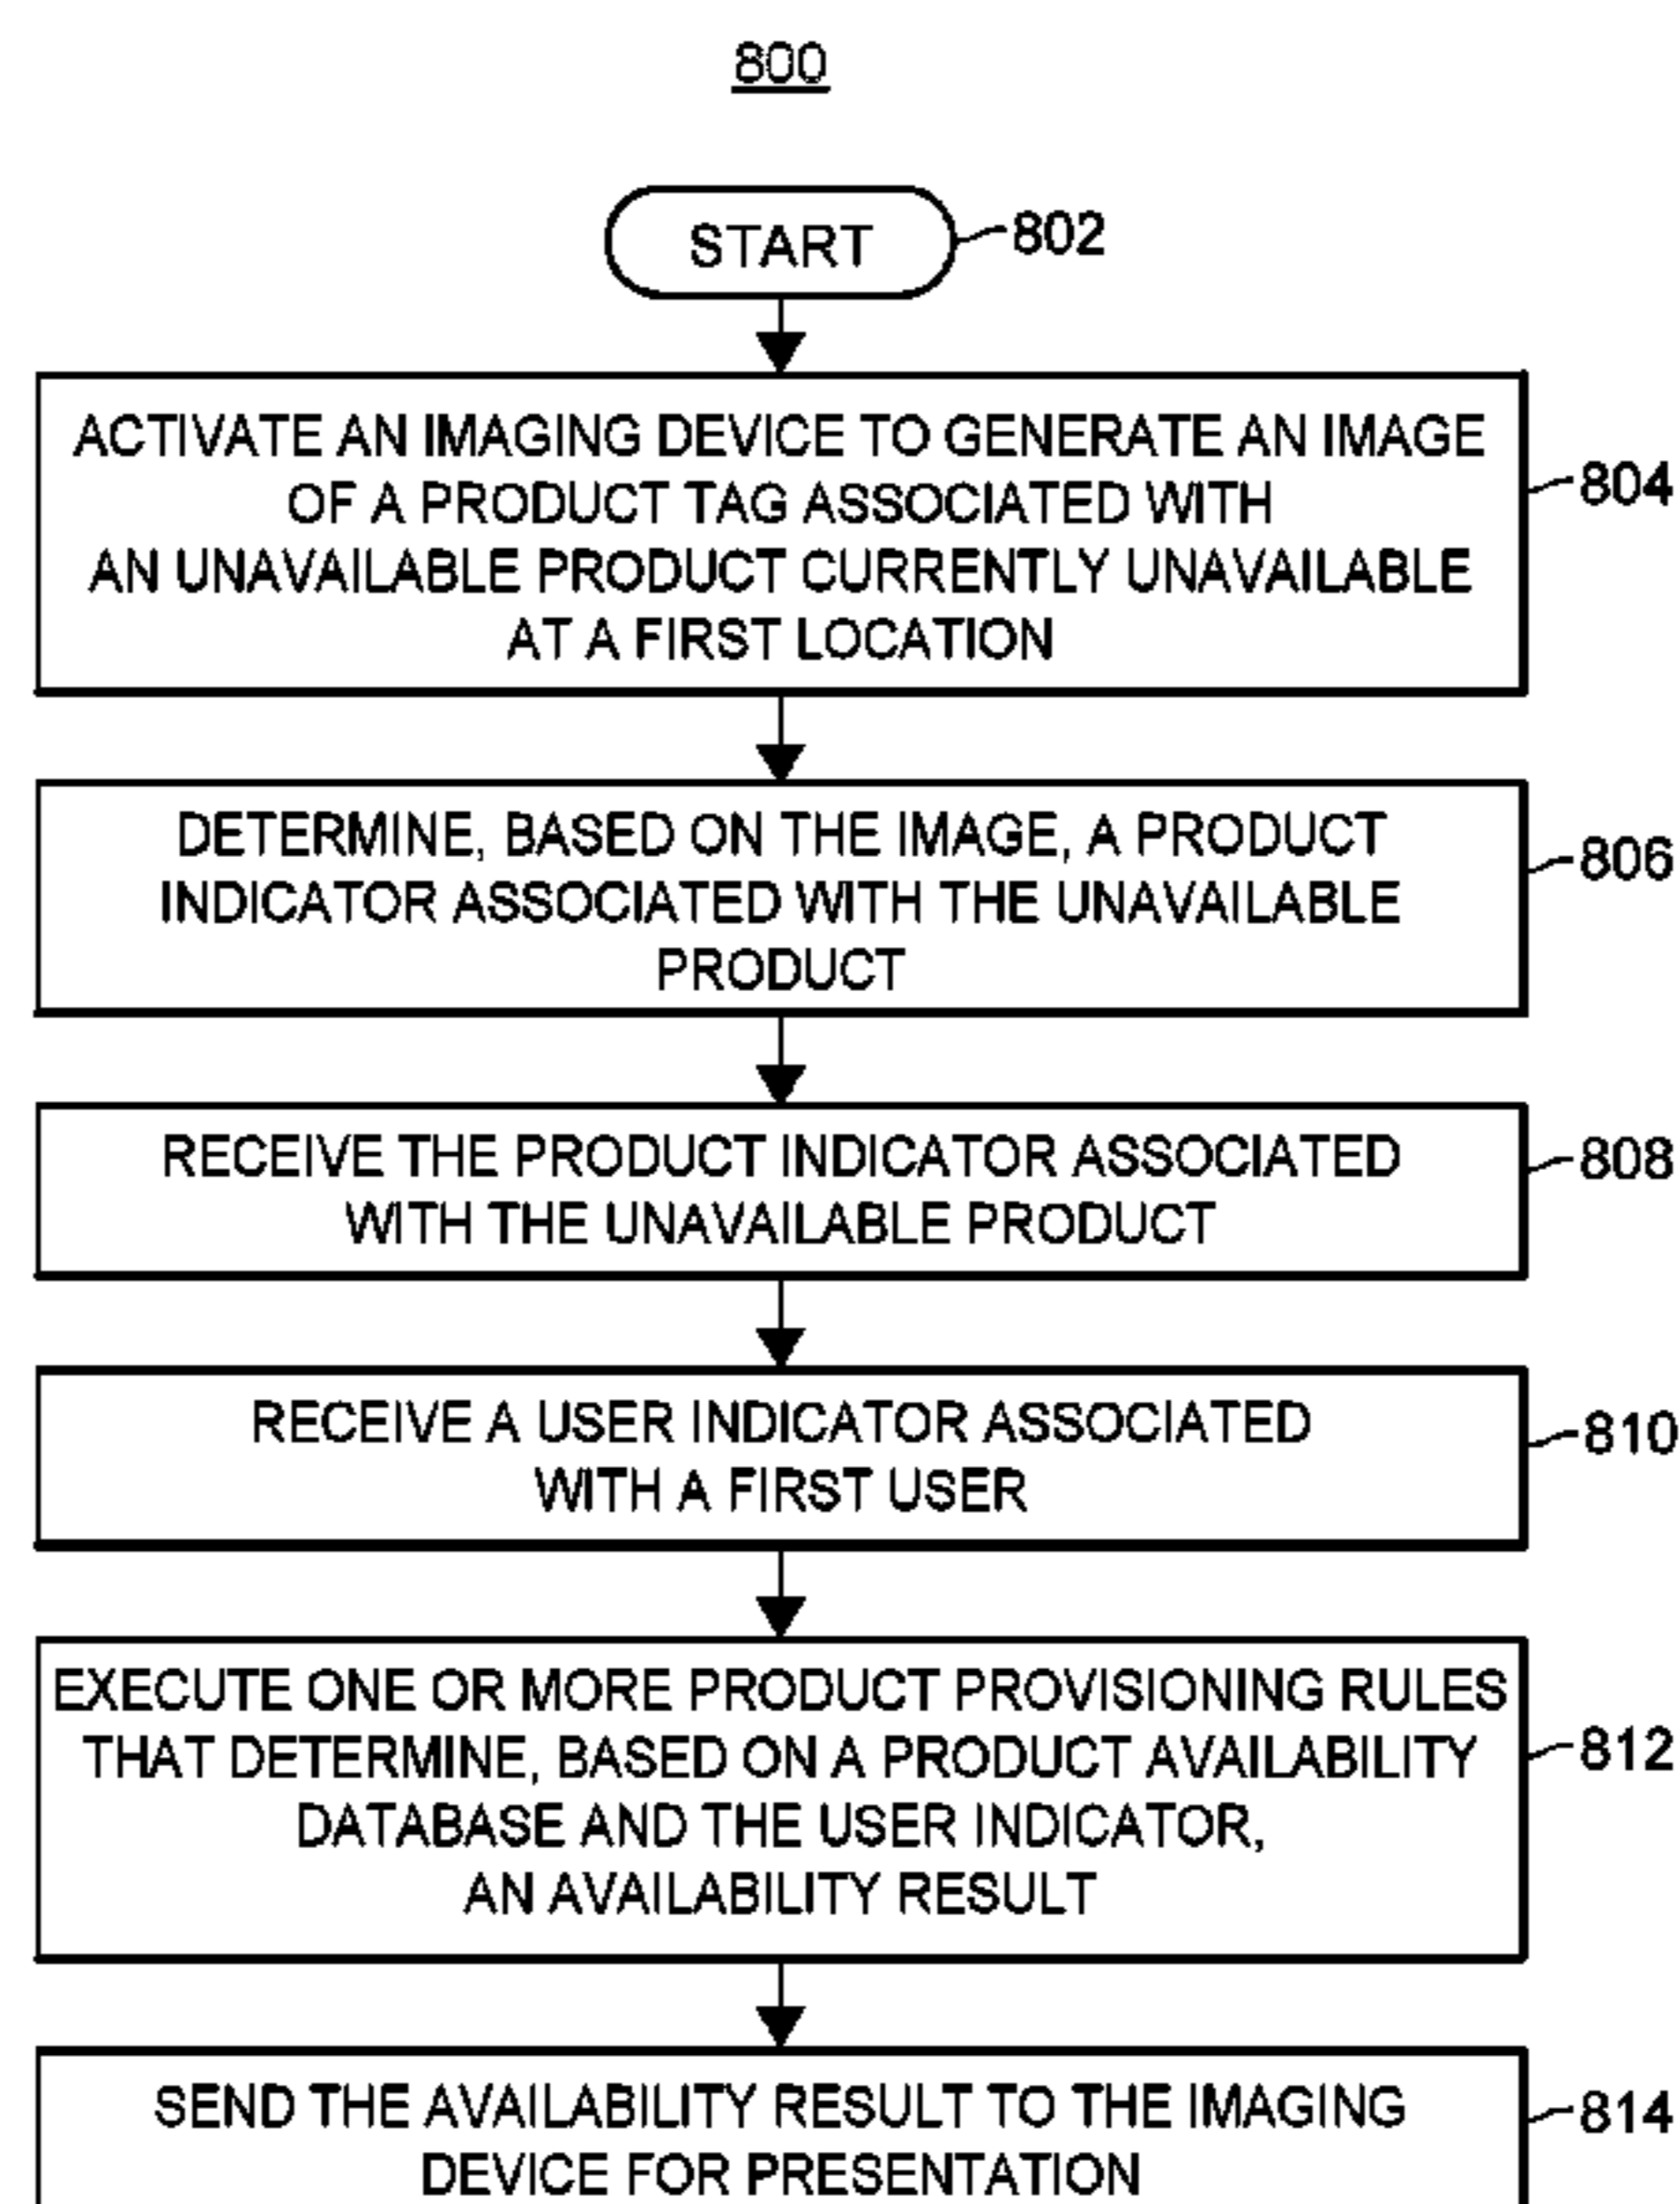 800
START
802
ACTIVATE AN IMAGING DEVICE TO GENERATE AN IMAGE
OF A PRODUCT TAG ASSOCIATED WITH
AN UNAVAILABLE PRODUCT CURRENTLY UNAVAILABLE
AT A FIRST LOCATION
804
DETERMINE, BASED ON THE IMAGE, A PRODUCT
INDICATOR ASSOCIATED WITH THE UNAVAILABLE
PRODUCT
806
RECEIVE THE PRODUCT INDICATOR ASSOCIATED
WITH THE UNAVAILABLE PRODUCT
808
RECEIVE A USER INDICATOR ASSOCIATED
WITH A FIRST USER
810
EXECUTE ONE OR MORE PRODUCT PROVISIONING RULES
THAT DETERMINE, BASED ON A PRODUCT AVAILABILITY
DATABASE AND THE USER INDICATOR,
AN AVAILABILITY RESULT
812
SEND THE AVAILABILITY RESULT TO THE IMAGING
DEVICE FOR PRESENTATION
814